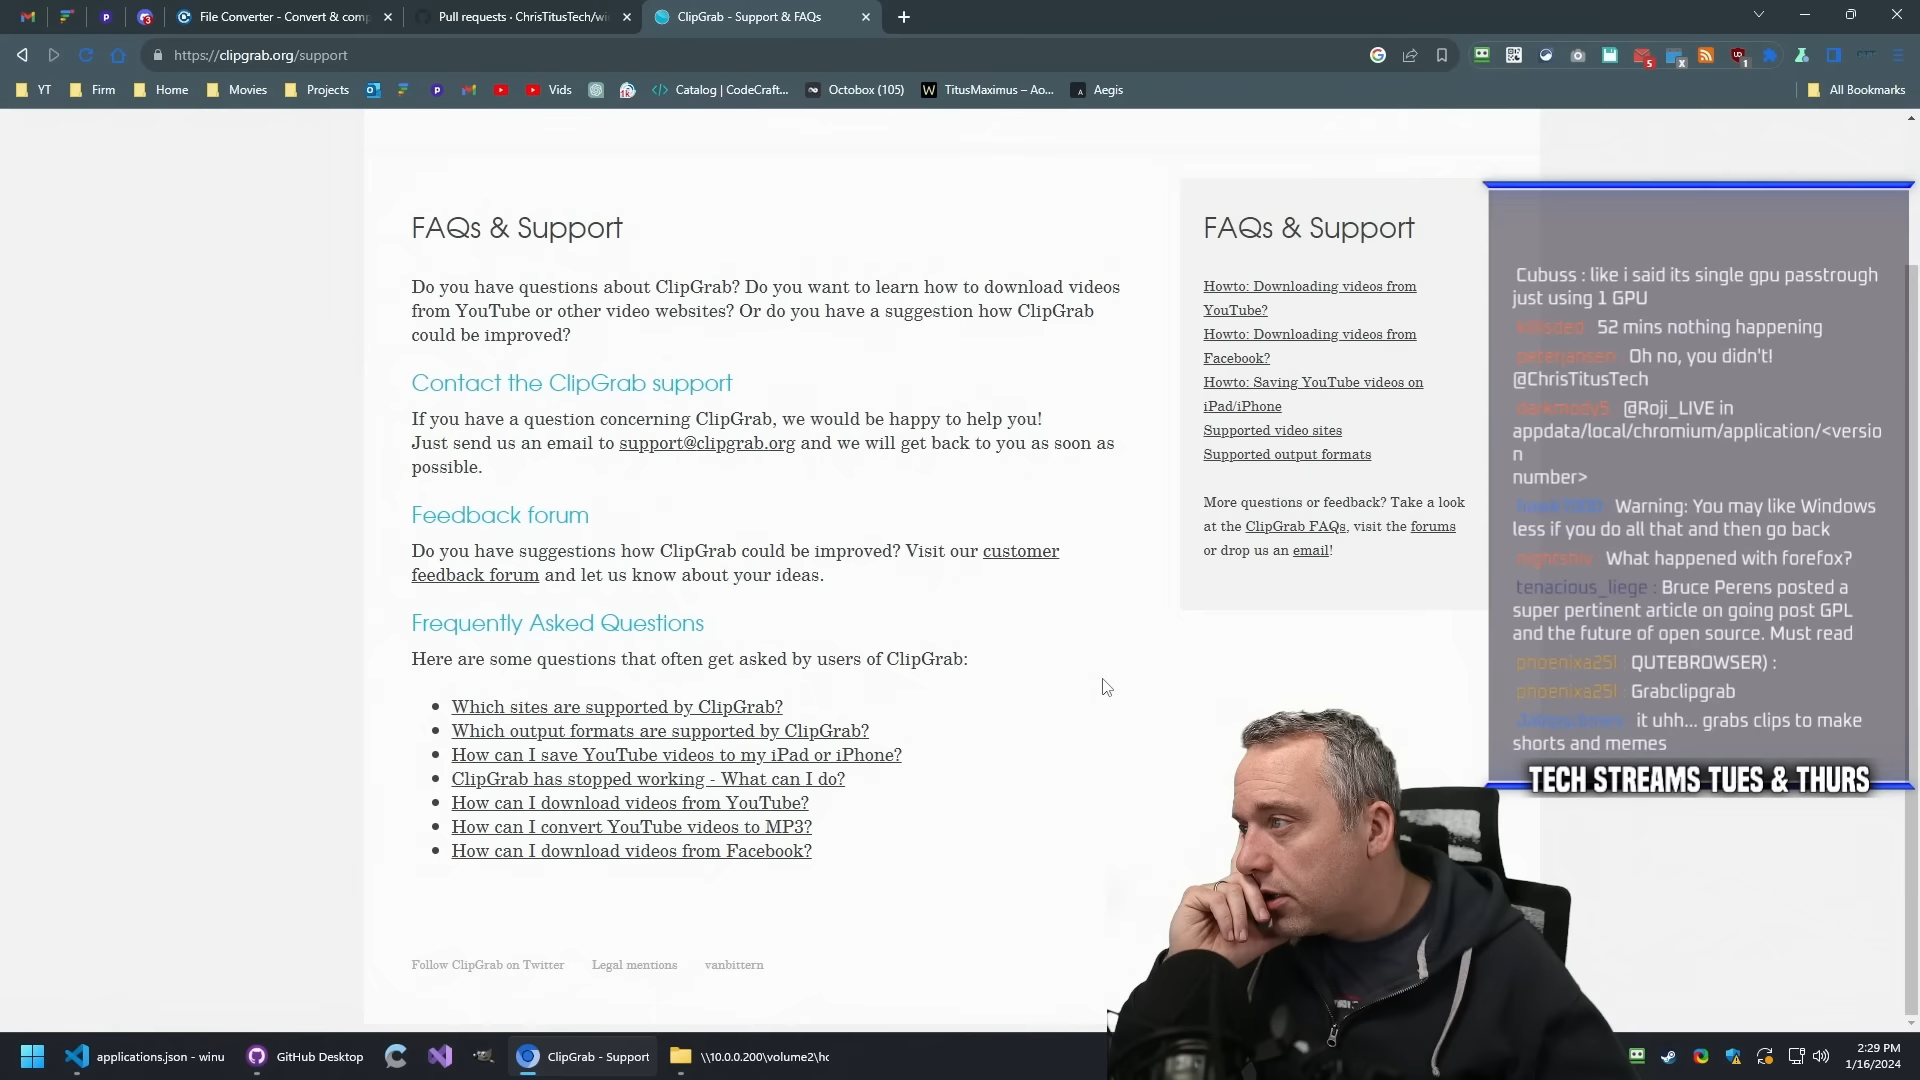 File Converter - Convert & comp
Pull requests · ChrisTitusTech/wi
ClipGrab - Support & FAQs
https://clipgrab.org/support
YT
Firm
Home
Movies
Projects
Vids
Catalog | CodeCraft...
Octobox (105)
TitusMaximus – Ao...
Aegis
All Bookmarks
FAQs & Support
Do you have questions about ClipGrab? Do you want to learn how to download videos
from YouTube or other video websites? Or do you have a suggestion how ClipGrab
could be improved?
Contact the ClipGrab support
If you have a question concerning ClipGrab, we would be happy to help you!
Just send us an email to support@clipgrab.org and we will get back to you as soon as
possible.
Feedback forum
Do you have suggestions how ClipGrab could be improved? Visit our customer
feedback forum and let us know about your ideas.
Frequently Asked Questions
Here are some questions that often get asked by users of ClipGrab:
Which sites are supported by ClipGrab?
Which output formats are supported by ClipGrab?
How can I save YouTube videos to my iPad or iPhone?
ClipGrab has stopped working - What can I do?
How can I download videos from YouTube?
How can I convert YouTube videos to MP3?
How can I download videos from Facebook?
Follow ClipGrab on Twitter
Legal mentions
vanbittern
FAQs & Support
Howto: Downloading videos from
YouTube?
Howto: Downloading videos from
Facebook?
Howto: Saving YouTube videos on
iPad/iPhone
Supported video sites
Supported output formats
More questions or feedback? Take a look
at the ClipGrab FAQs, visit the forums
or drop us an email!
Cubuss : like i said its single gpu passtrough
just using 1 GPU
52 mins nothing happening
Oh no, you didn't!
@ChrisTitusTech
darkmody5 @Roji_LIVE in
appdata/local/chromium/application/<versio
n
number>
Warning: You may like Windows
less if you do all that and then go back
What happened with forefox?
tenacious_liege : Bruce Perens posted a
super pertinent article on going post GPL
and the future of open source. Must read
QUTEBROWSER) :
Grabclipgrab
it uhh... grabs clips to make
shorts and memes
TECH STREAMS TUES & THURS
applications.json - winu
GitHub Desktop
ClipGrab - Support
\\10.0.0.200\volume2\hc
2:29 PM
1/16/2024